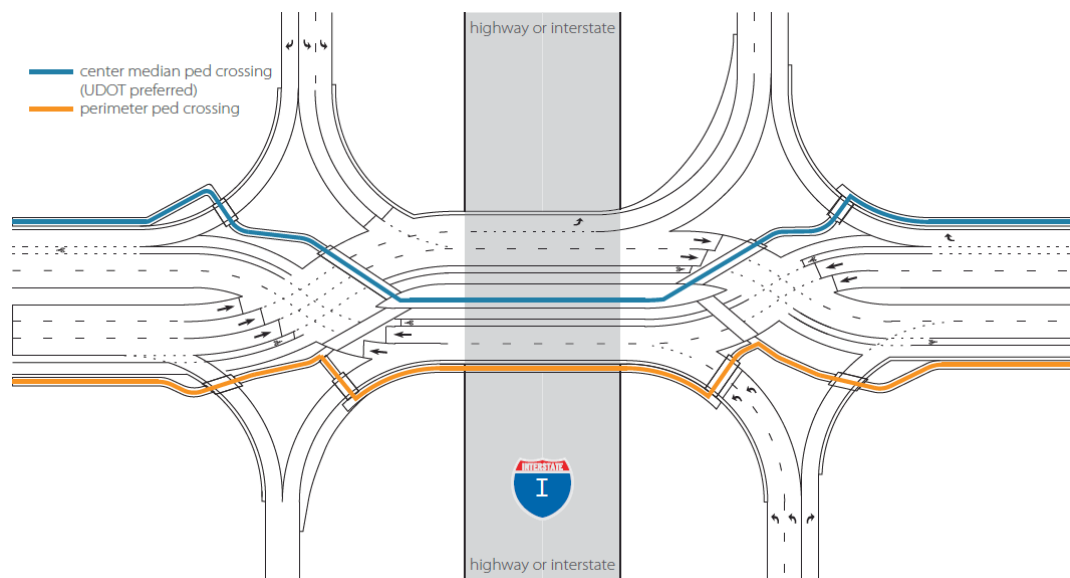 highway or interstate
center median ped crossing
(UDOT preferred)
perimeter ped crossing
INTERSTATE
I
highway or interstate